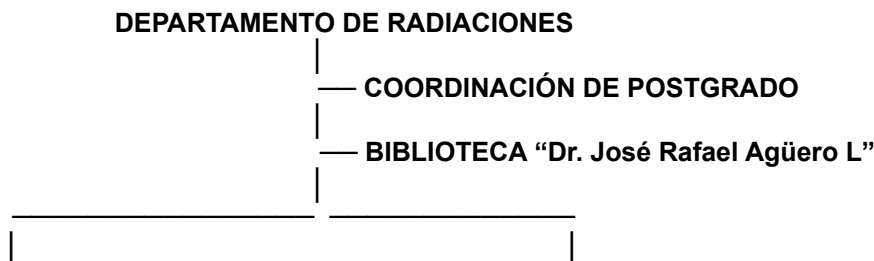 DEPARTAMENTO DE RADIACIONES
COORDINACIÓN DE POSTGRADO
BIBLIOTECA “Dr. José Rafael Agüero L”